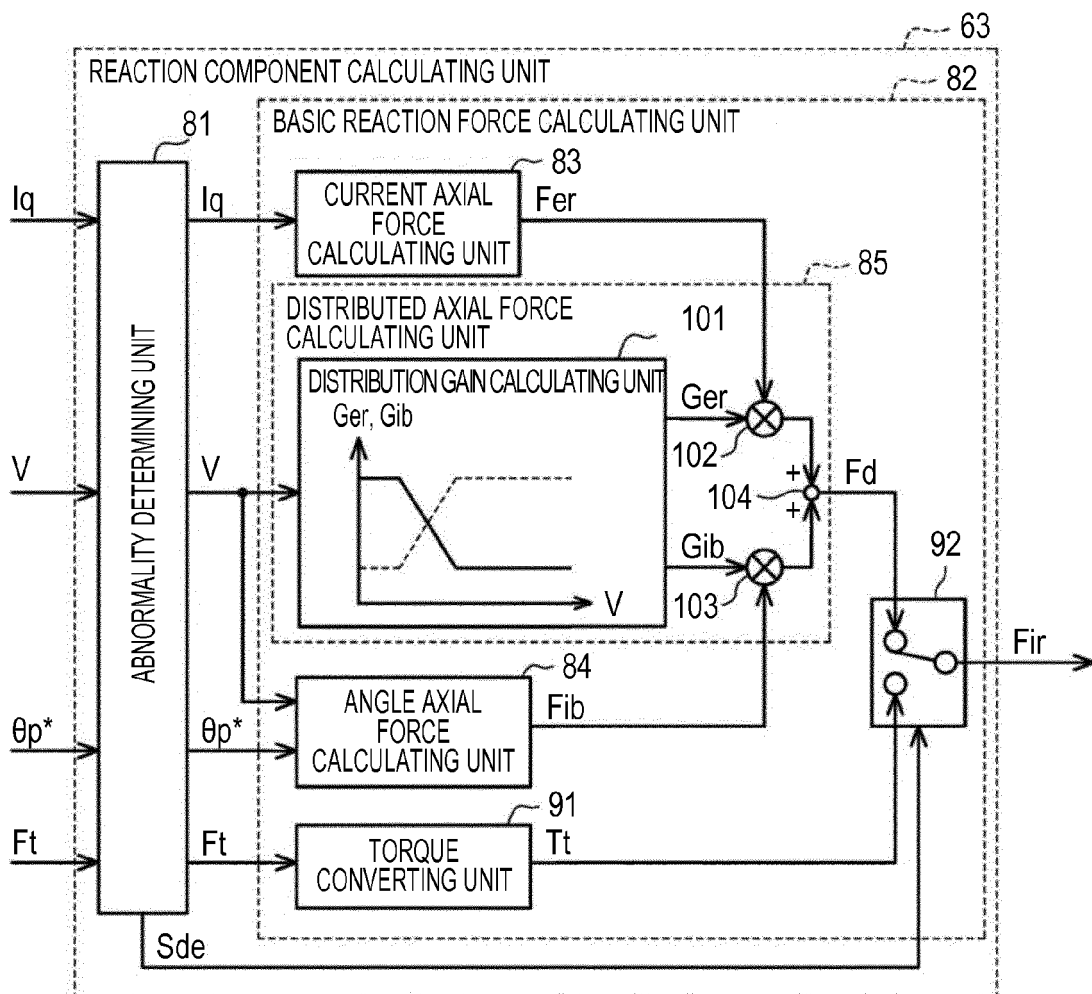 63
REACTION COMPONENT CALCULATING UNIT
82
81
BASIC REACTION FORCE CALCULATING UNIT
83
Iq
Iq
CURRENT AXIAL
FORCE
CALCULATING UNIT
Fer
85
DISTRIBUTED AXIAL FORCE
CALCULATING UNIT
101
ABNORMALITY DETERMINING UNIT
DISTRIBUTION GAIN CALCULATING UNIT
Ger, Gib
Ger
102
V
V
+
104
+
Fd
Gib
103
V
92
Fir
84
θp*
θp*
ANGLE AXIAL
FORCE
CALCULATING UNIT
Fib
91
Ft
Ft
TORQUE
CONVERTING UNIT
Tt
Sde